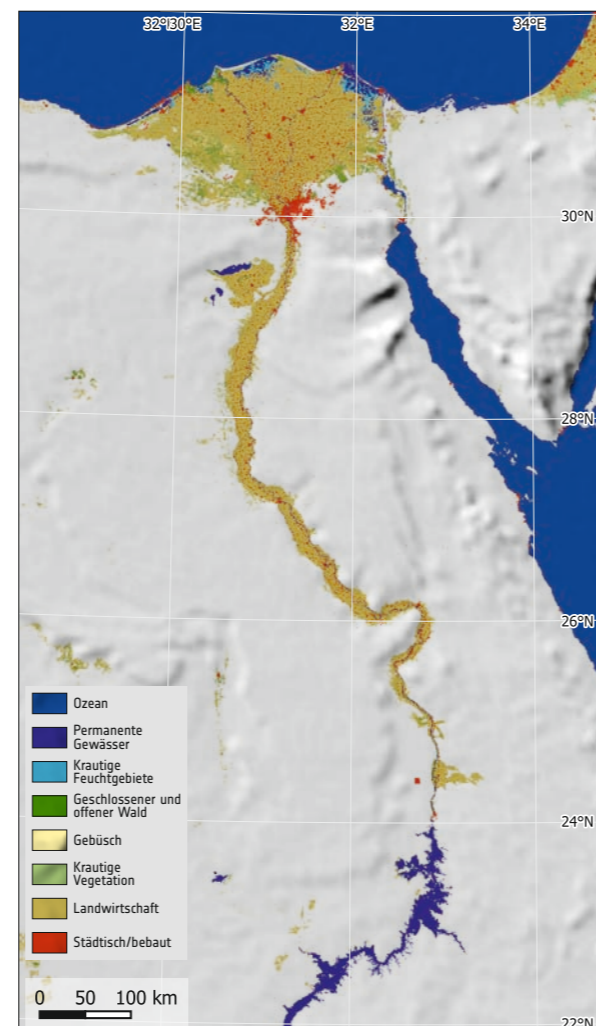 32°I30°E
32°E
34°E
30°N
28°N
26°N
24°N
22°N
Ozean
Permanente
Gewässer
Krautige
Feuchtgebiete
Geschlossener und
offener Wald
Gebüsch
Krautige
Vegetation
Landwirtschaft
Städtisch/bebaut
0 50 100 km